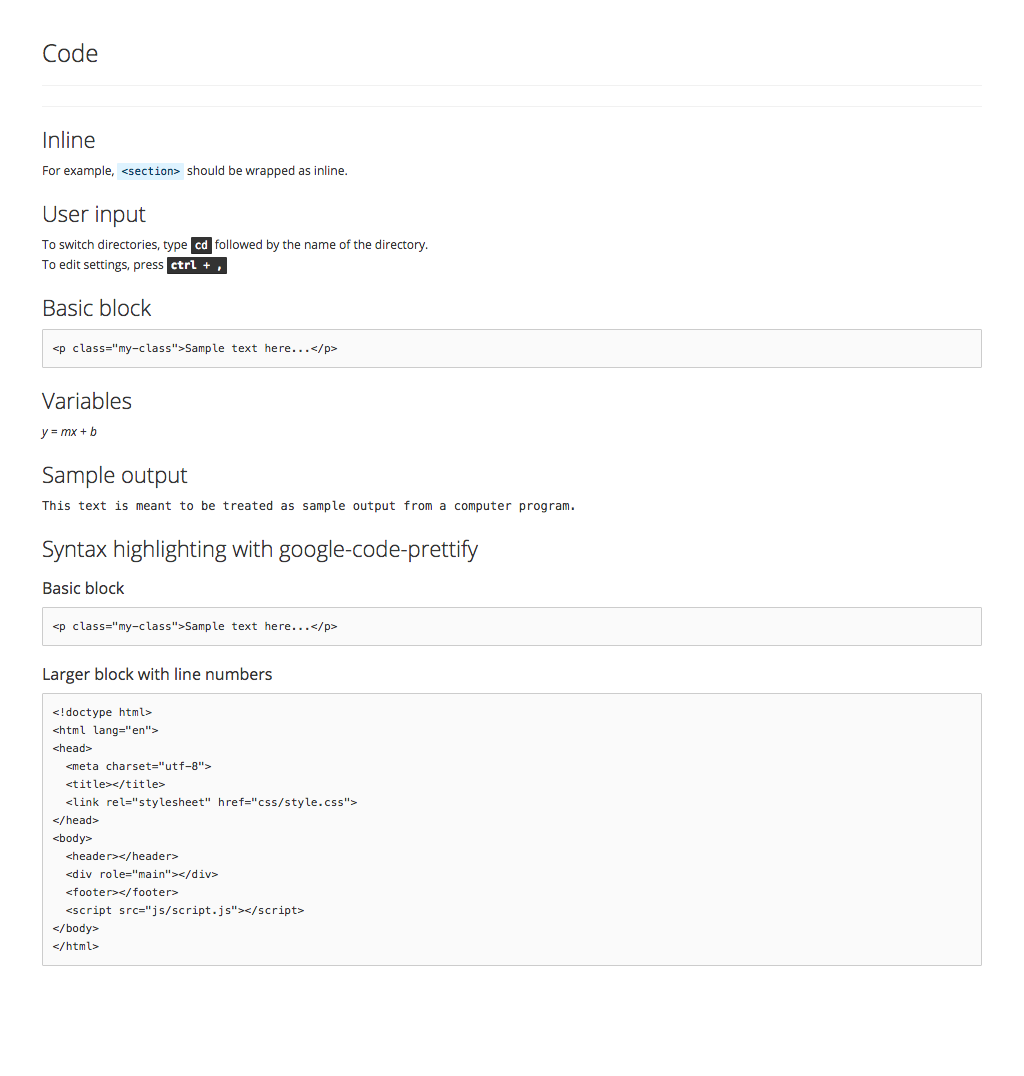 Code
Inline
For example, <section> should be wrapped as inline.
User input
To switch directories, type cd followed by the name of the directory.
To edit settings, press ctrl + ,
Basic block
<p class="my-class">Sample text here...</p>
Variables
y = mx + b
Sample output
This text is meant to be treated as sample output from a computer program.
Syntax highlighting with google-code-prettify
Basic block
<p class="my-class">Sample text here...</p>
Larger block with line numbers
<!doctype html>
<html lang="en">
<head>
  <meta charset="utf-8">
  <title></title>
  <link rel="stylesheet" href="css/style.css">
</head>
<body>
  <header></header>
  <div role="main"></div>
  <footer></footer>
  <script src="js/script.js"></script>
</body>
</html>